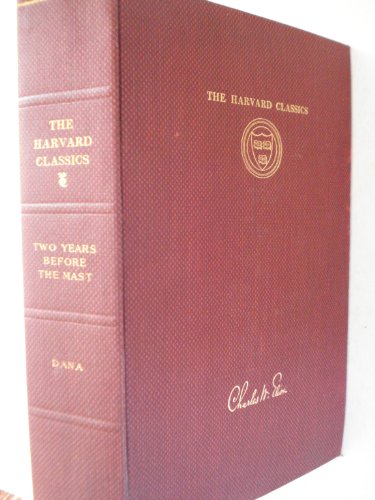 THE
HARVARD
CLASSICS
TWO YEARS
BEFORE
THE MAST
DANA
THE HARVARD CLASSICS
Charles W. Eliot